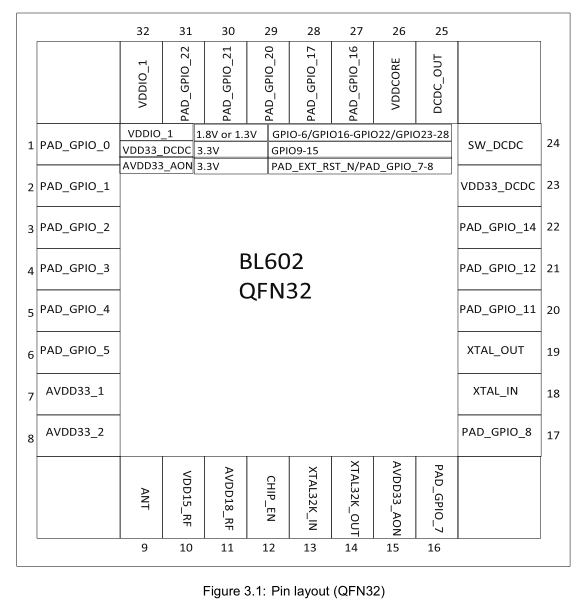 32 31 30 29 28 27 26 25
VDDIO_1
PAD_GPIO_22
PAD_GPIO_21
PAD_GPIO_20
PAD_GPIO_17
PAD_GPIO_16
VDDCORE
DCDC_OUT
VDDIO_1 1.8V or 1.3V GPIO-6/GPIO16-GPIO22/GPIO23-28
VDD33_DCDC 3.3V GPIO9-15
AVDD33_AON 3.3V PAD_EXT_RST_N/PAD_GPIO_7-8
1 PAD_GPIO_0
2 PAD_GPIO_1
3 PAD_GPIO_2
4 PAD_GPIO_3
5 PAD_GPIO_4
6 PAD_GPIO_5
7 AVDD33_1
8 AVDD33_2
BL602
QFN32
SW_DCDC 24
VDD33_DCDC 23
PAD_GPIO_14 22
PAD_GPIO_12 21
PAD_GPIO_11 20
XTAL_OUT 19
XTAL_IN 18
PAD_GPIO_8 17
ANT
VDD15_RF
AVDD18_RF
CHIP_EN
XTAL32K_IN
XTAL32K_OUT
AVDD33_AON
PAD_GPIO_7
9 10 11 12 13 14 15 16
Figure 3.1: Pin layout (QFN32)